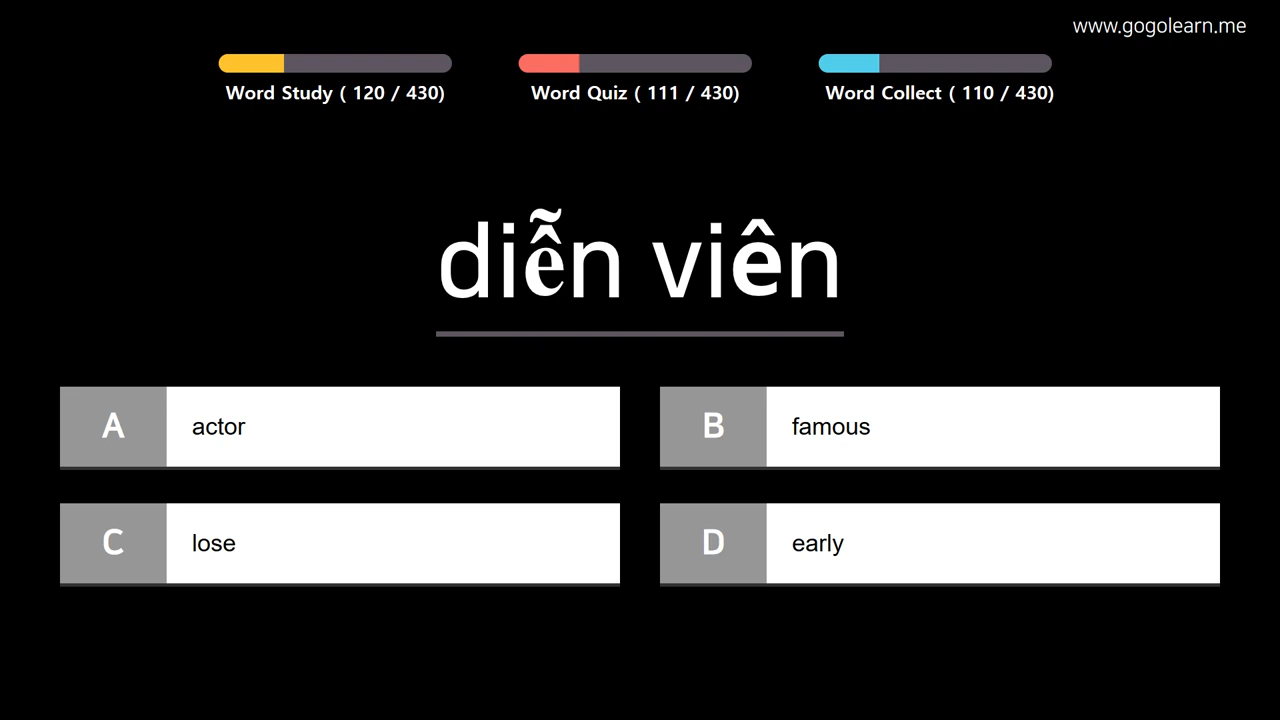 www.gogolearn.me
Word Study ( 120 / 430)
Word Quiz ( 111 / 430)
Word Collect ( 110 / 430)
diễn viên
A actor
B famous
C lose
D early